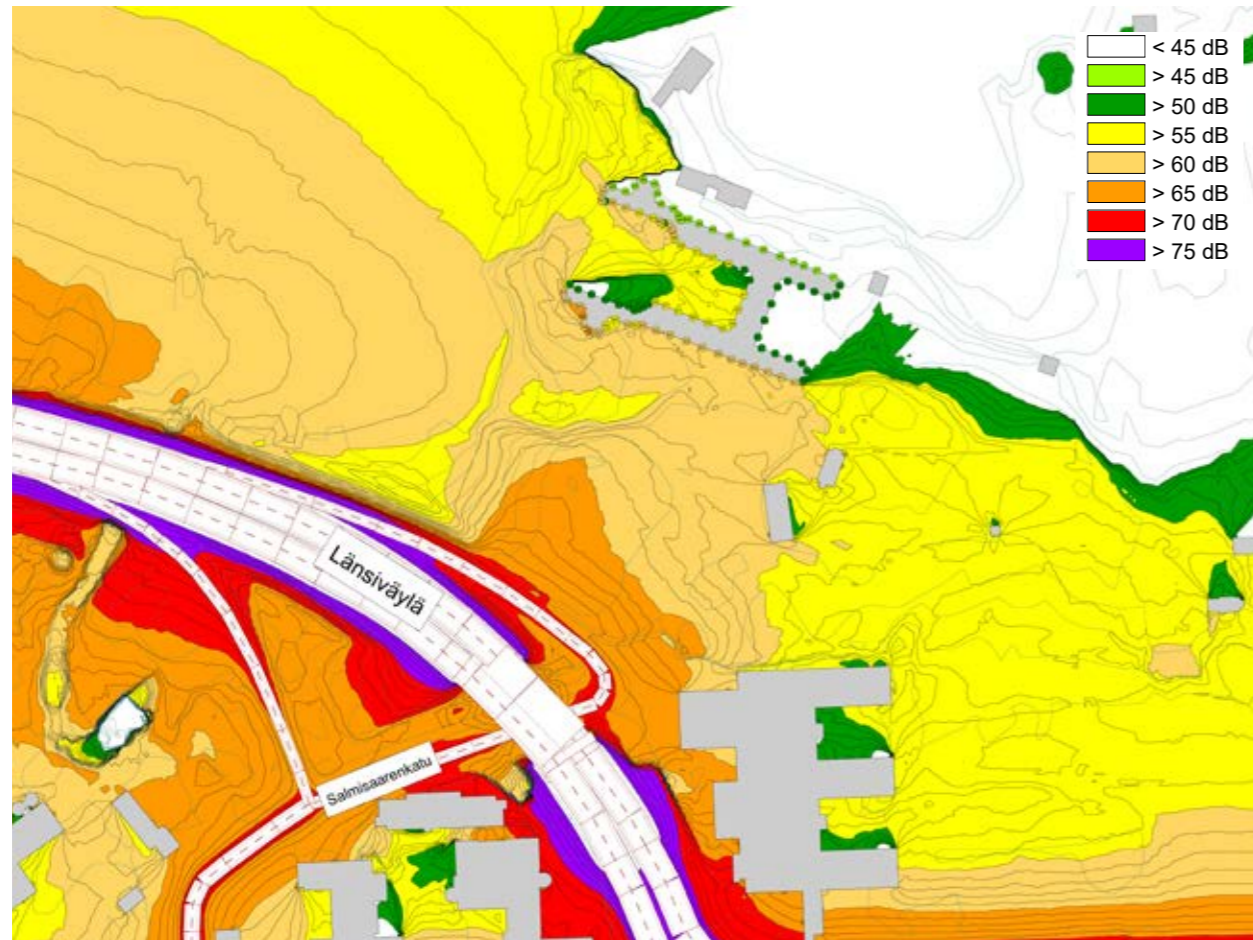 < 45 dB
> 45 dB
> 50 dB
> 55 dB
> 60 dB
> 65 dB
> 70 dB
> 75 dB
Länsiväylä
Salmisaarenkatu